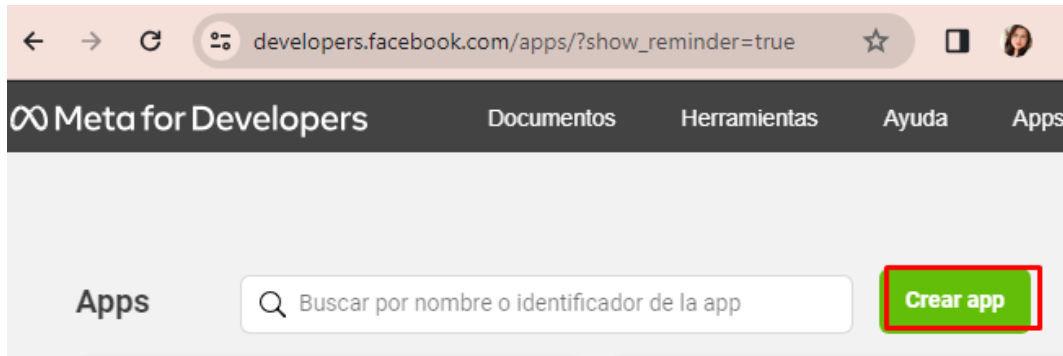 developers.facebook.com/apps/?show_reminder=true
Meta for Developers Documentos Herramientas Ayuda Apps
Apps Buscar por nombre o identificador de la app Crear app